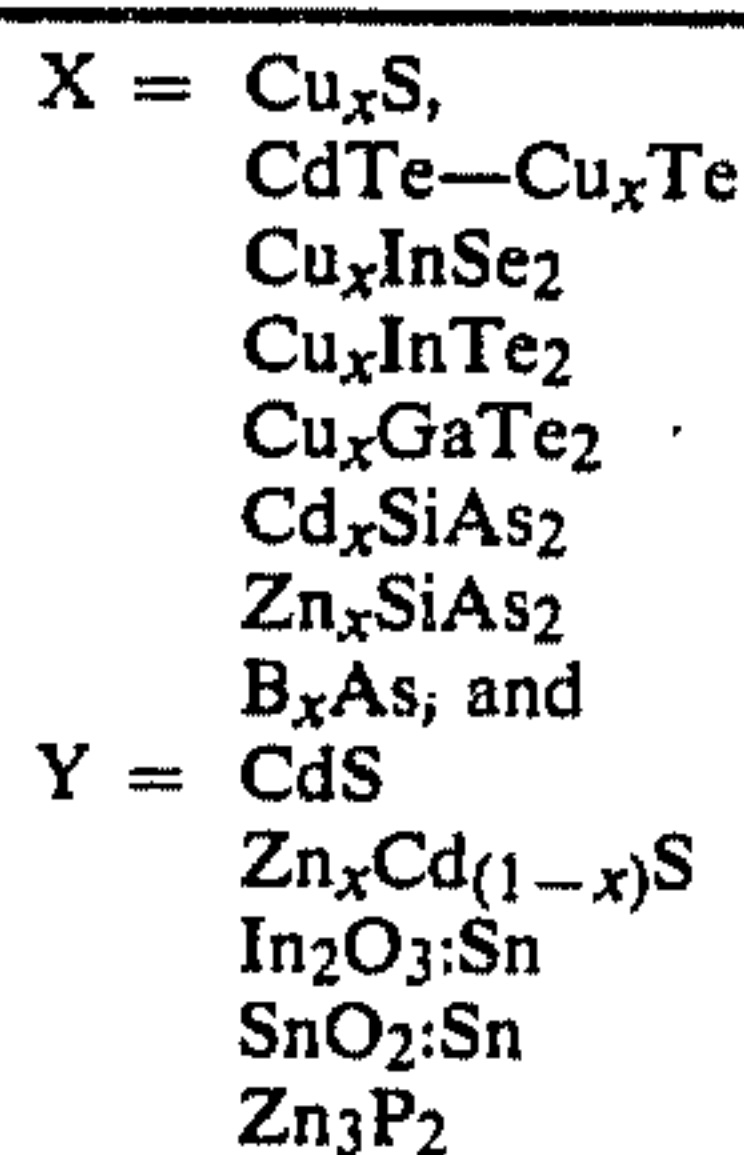 X = CuₓS,
CdTe—CuₓTe
CuₓInSe₂
CuₓInTe₂
CuₓGaTe₂
CdₓSiAs₂
ZnₓSiAs₂
BₓAs, and
Y = CdS
ZnₓCd₍₁₋ₓ₎S
In₂O₃:Sn
SnO₂:Sn
Zn₃P₂